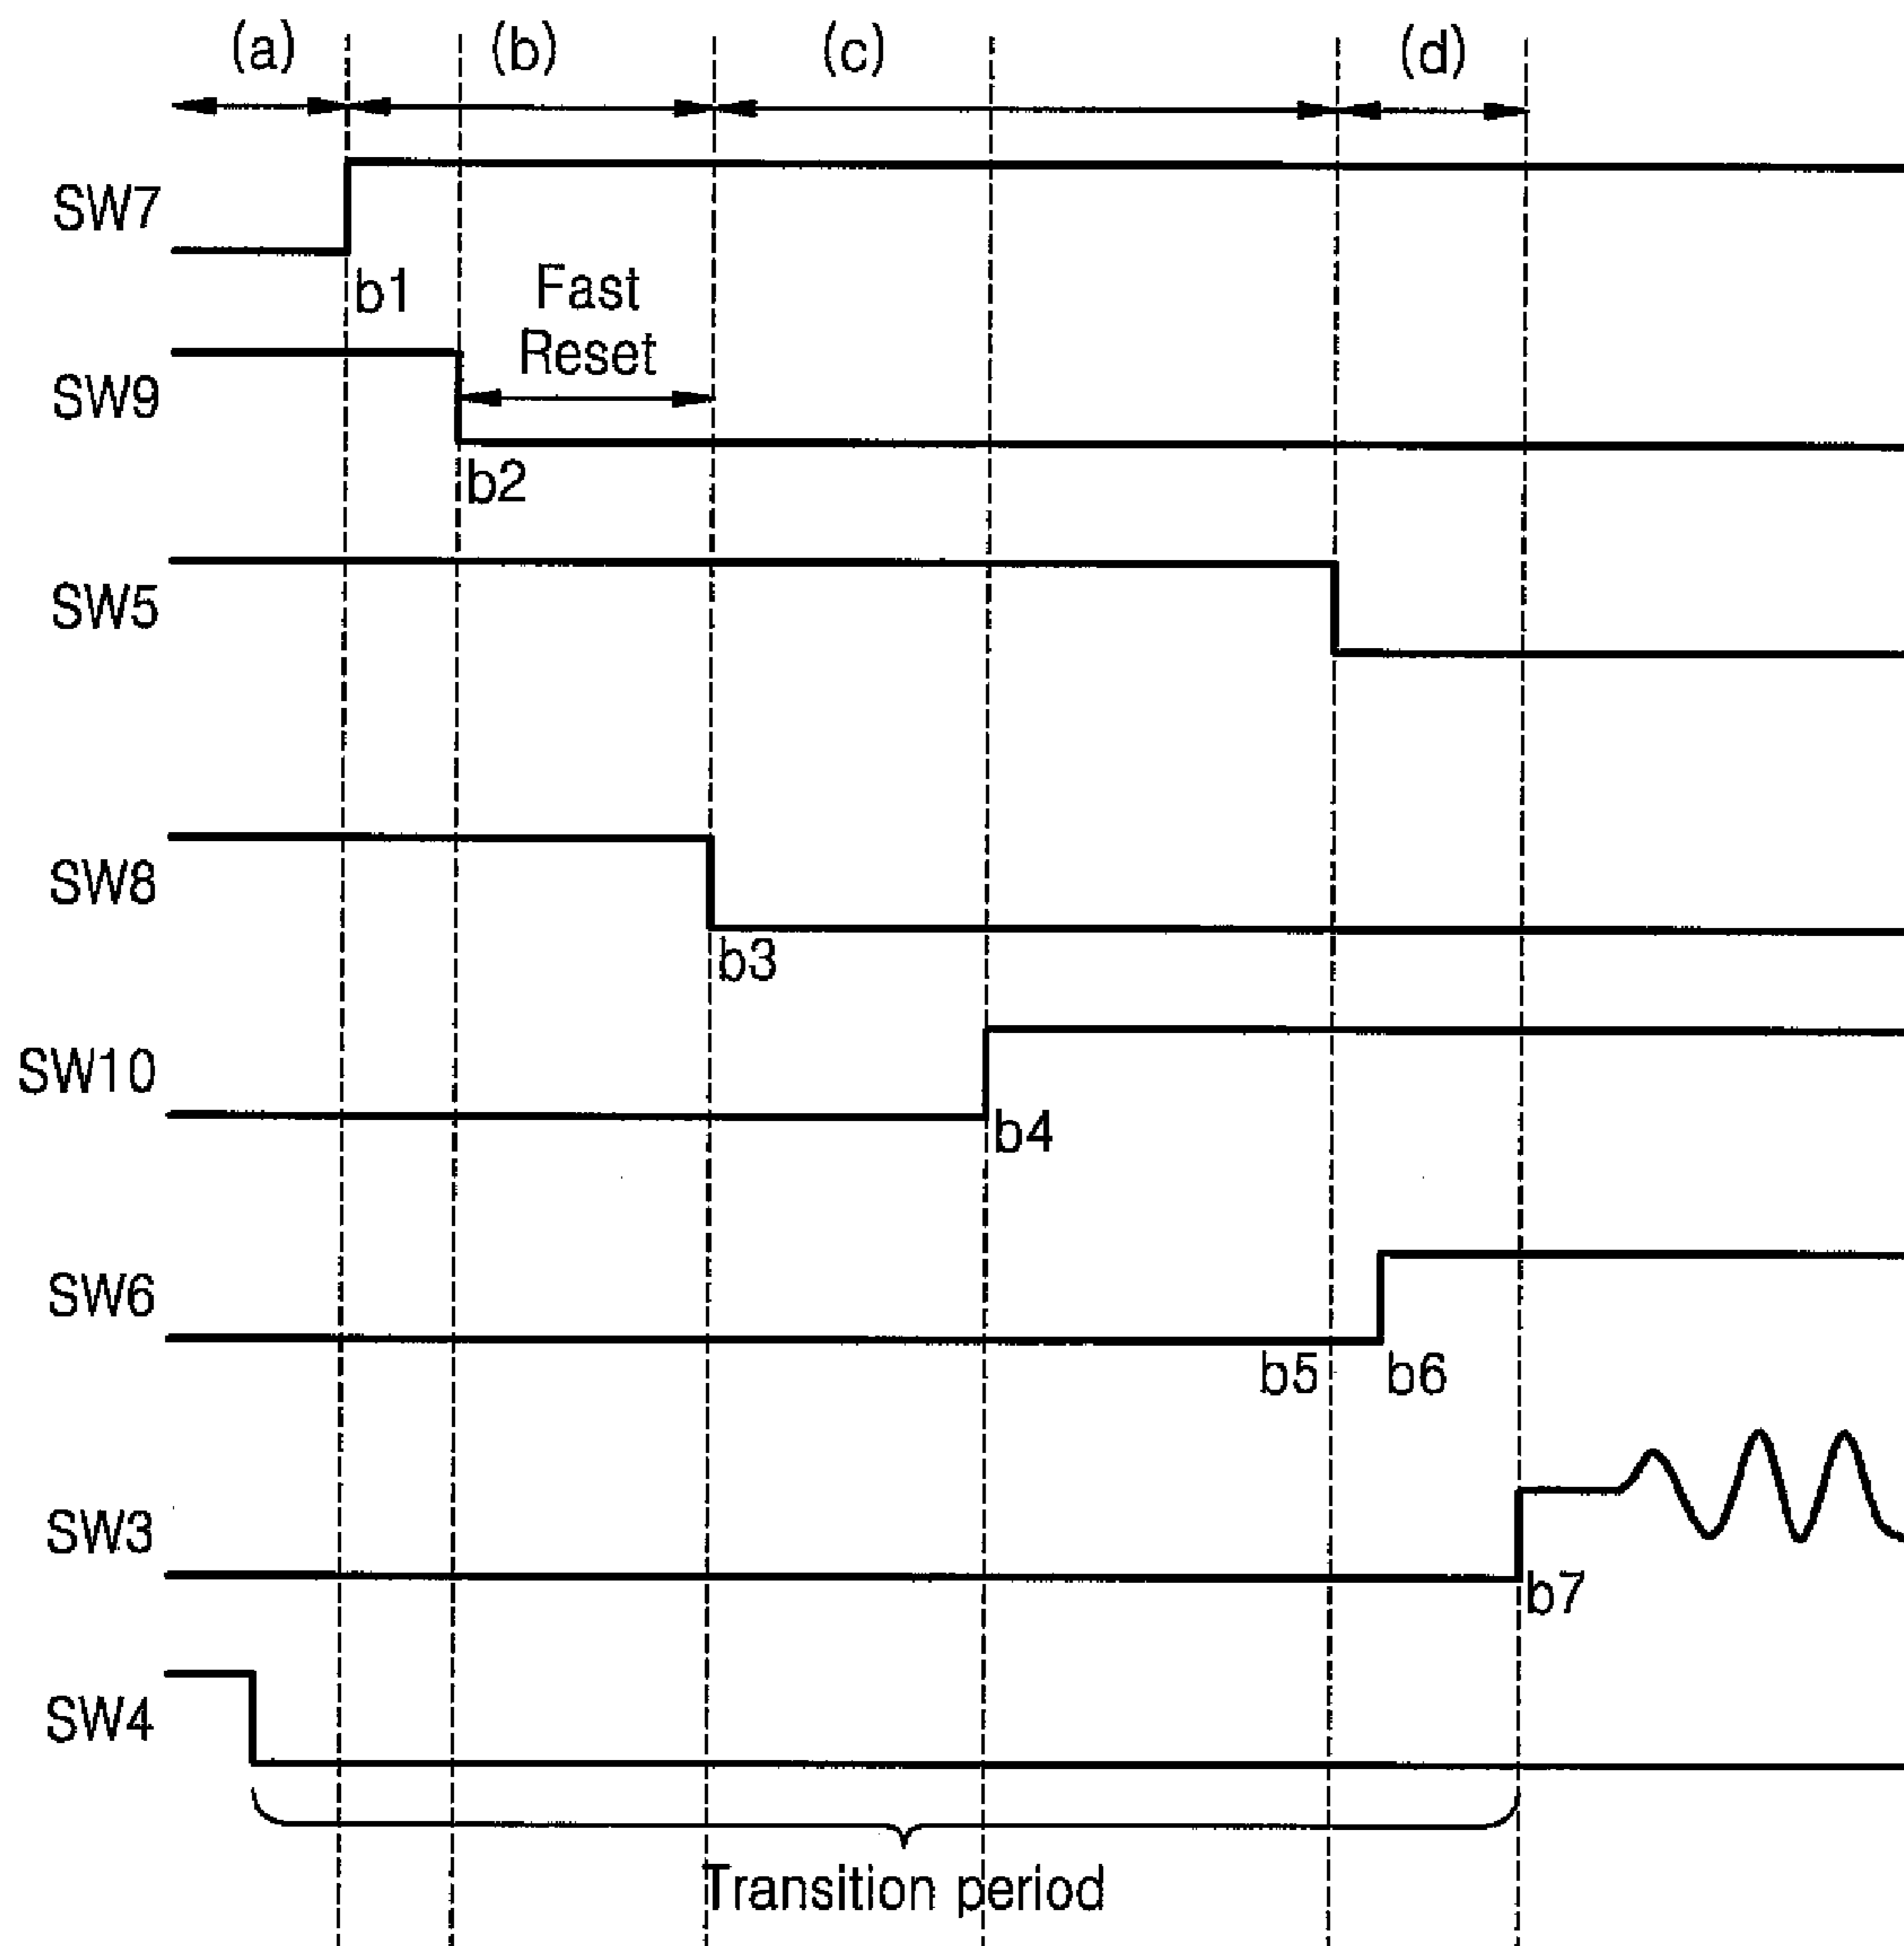 (a)
(b)
(c)
(d)
SW7
b1
Fast
Reset
SW9
b2
SW5
SW8
b3
SW10
b4
SW6
b5
b6
SW3
b7
SW4
Transition period